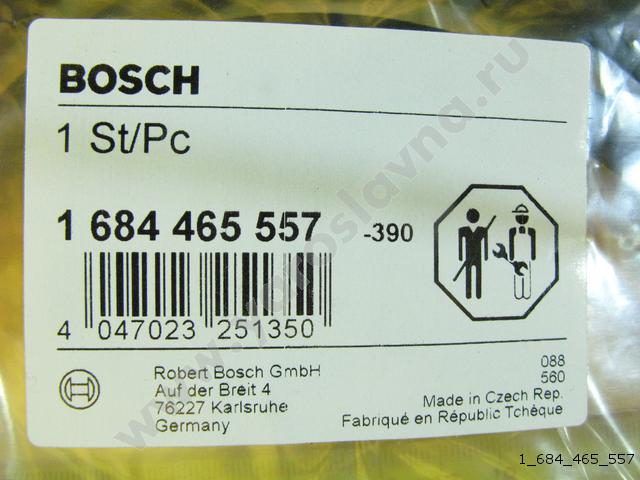 BOSCH
1 St/Pc
1 684 465 557 -390
4 047023 251350
Robert Bosch GmbH
Auf der Breit 4
76227 Karlsruhe
Germany
088
560
Made in Czech Rep.
Fabriqué en République Tchèque
1_684_465_557